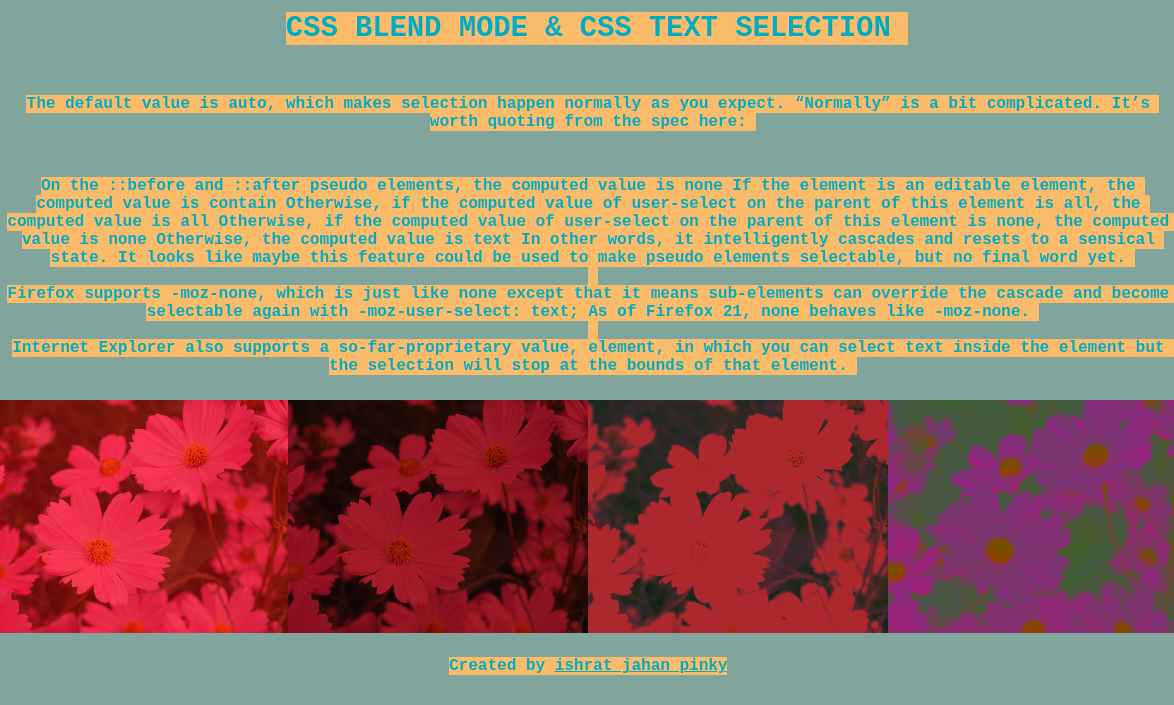 CSS BLEND MODE & CSS TEXT SELECTION
The default value is auto, which makes selection happen normally as you expect. “Normally” is a bit complicated. It’s
worth quoting from the spec here:
On the ::before and ::after pseudo elements, the computed value is none If the element is an editable element, the
computed value is contain Otherwise, if the computed value of user-select on the parent of this element is all, the
computed value is all Otherwise, if the computed value of user-select on the parent of this element is none, the computed
value is none Otherwise, the computed value is text In other words, it intelligently cascades and resets to a sensical
state. It looks like maybe this feature could be used to make pseudo elements selectable, but no final word yet.
Firefox supports -moz-none, which is just like none except that it means sub-elements can override the cascade and become
selectable again with -moz-user-select: text; As of Firefox 21, none behaves like -moz-none.
Internet Explorer also supports a so-far-proprietary value, element, in which you can select text inside the element but
the selection will stop at the bounds of that element.
Created by ishrat jahan pinky